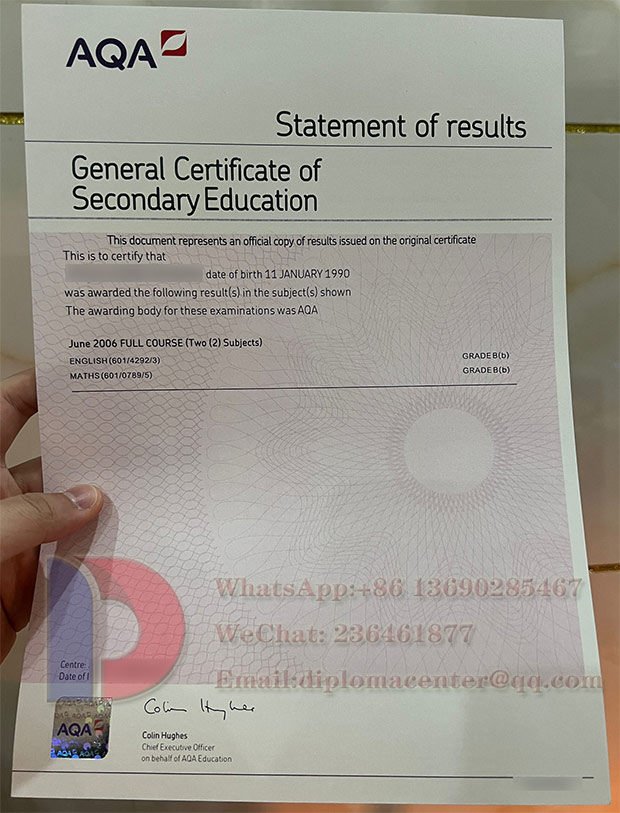 AQA
Statement of results
General Certificate of
Secondary Education
This document represents an official copy of results issued on the original certificate
This is to certify that
date of birth 11 JANUARY 1990
was awarded the following result(s) in the subject(s) shown
The awarding body for these examinations was AQA
June 2006 FULL COURSE (Two (2) Subjects)
ENGLISH (601/4292/3) GRADE B(b)
MATHS (601/0789/5) GRADE B(b)
WhatsApp:+86 13690285467
WeChat: 236461877
Email:diplomacenter@qq.com
Centre:
Date of I
Colin Hughes
AQA
Colin Hughes
Chief Executive Officer
on behalf of AQA Education